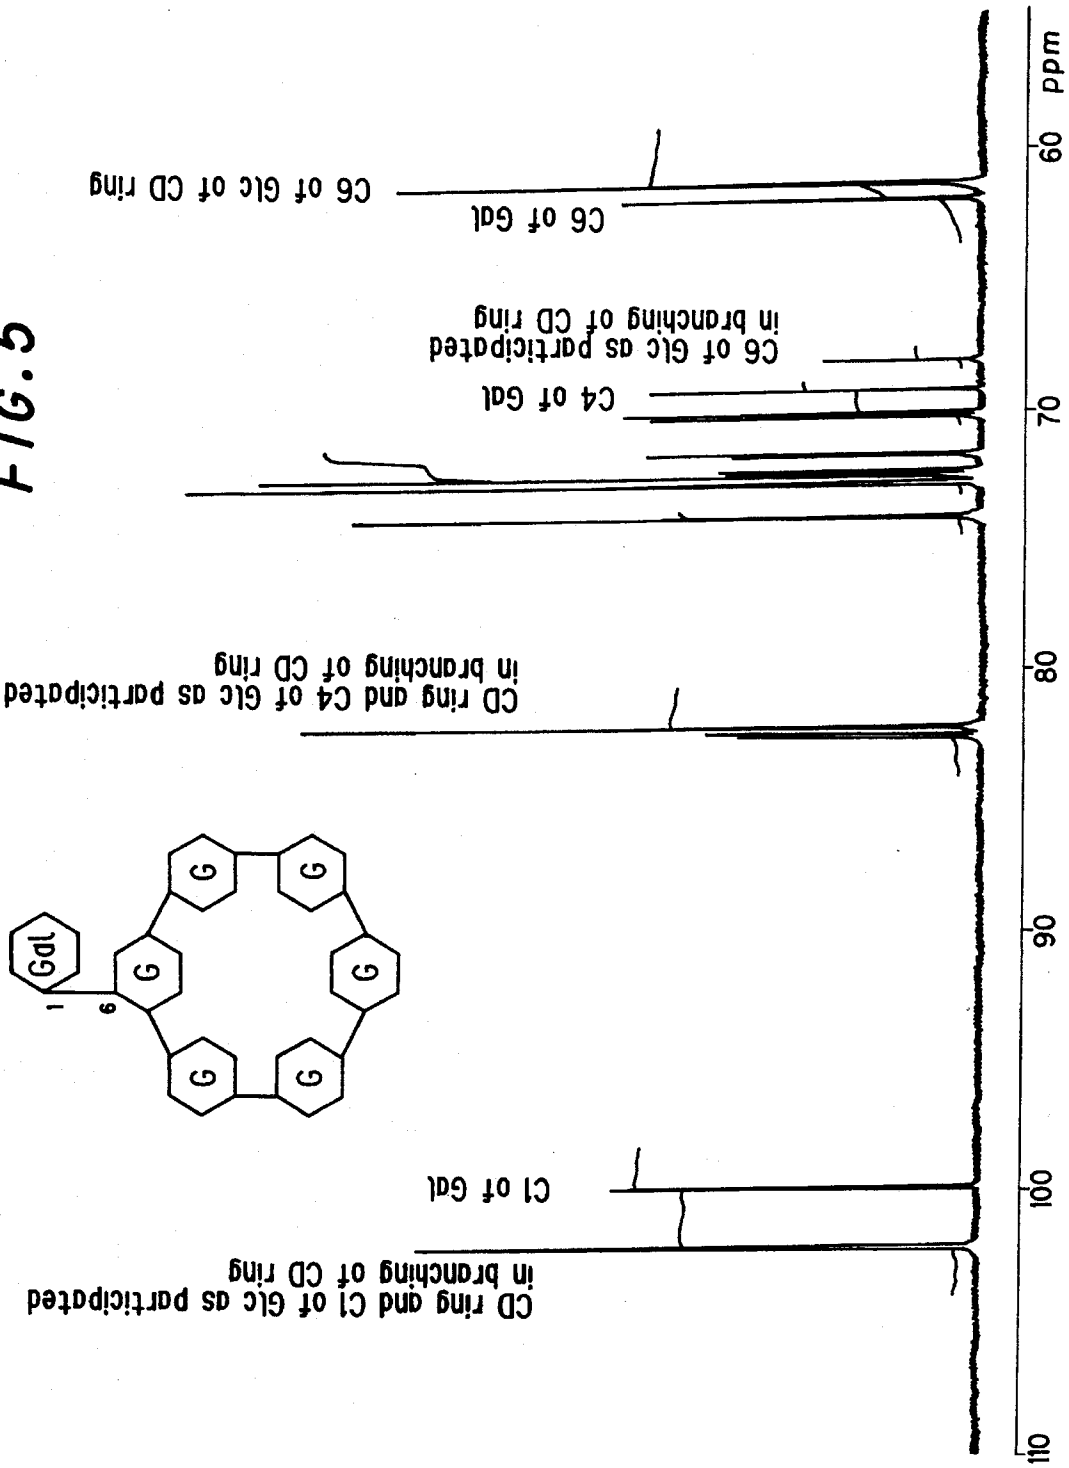 FIG. 5
CD ring and C1 of Glc as participated
in branching of CD ring
C1 of Gal
CD ring and C4 of Glc as participated
in branching of CD ring
C4 of Gal
C6 of Glc as participated
in branching of CD ring
C6 of Gal
C6 of Glc of CD ring
Gal
1
6
G
G
G
G
G
G
110
100
90
80
70
60
ppm